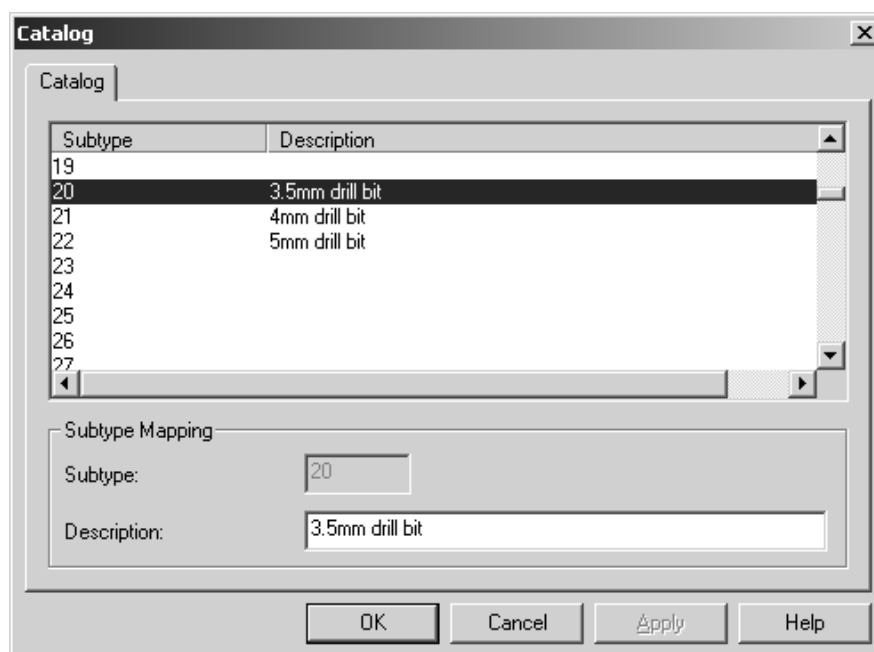 Catalog
Catalog
Subtype Description
19
20 3.5mm drill bit
21 4mm drill bit
22 5mm drill bit
23
24
25
26
27
Subtype Mapping
Subtype: 20
Description: 3.5mm drill bit
OK Cancel Apply Help